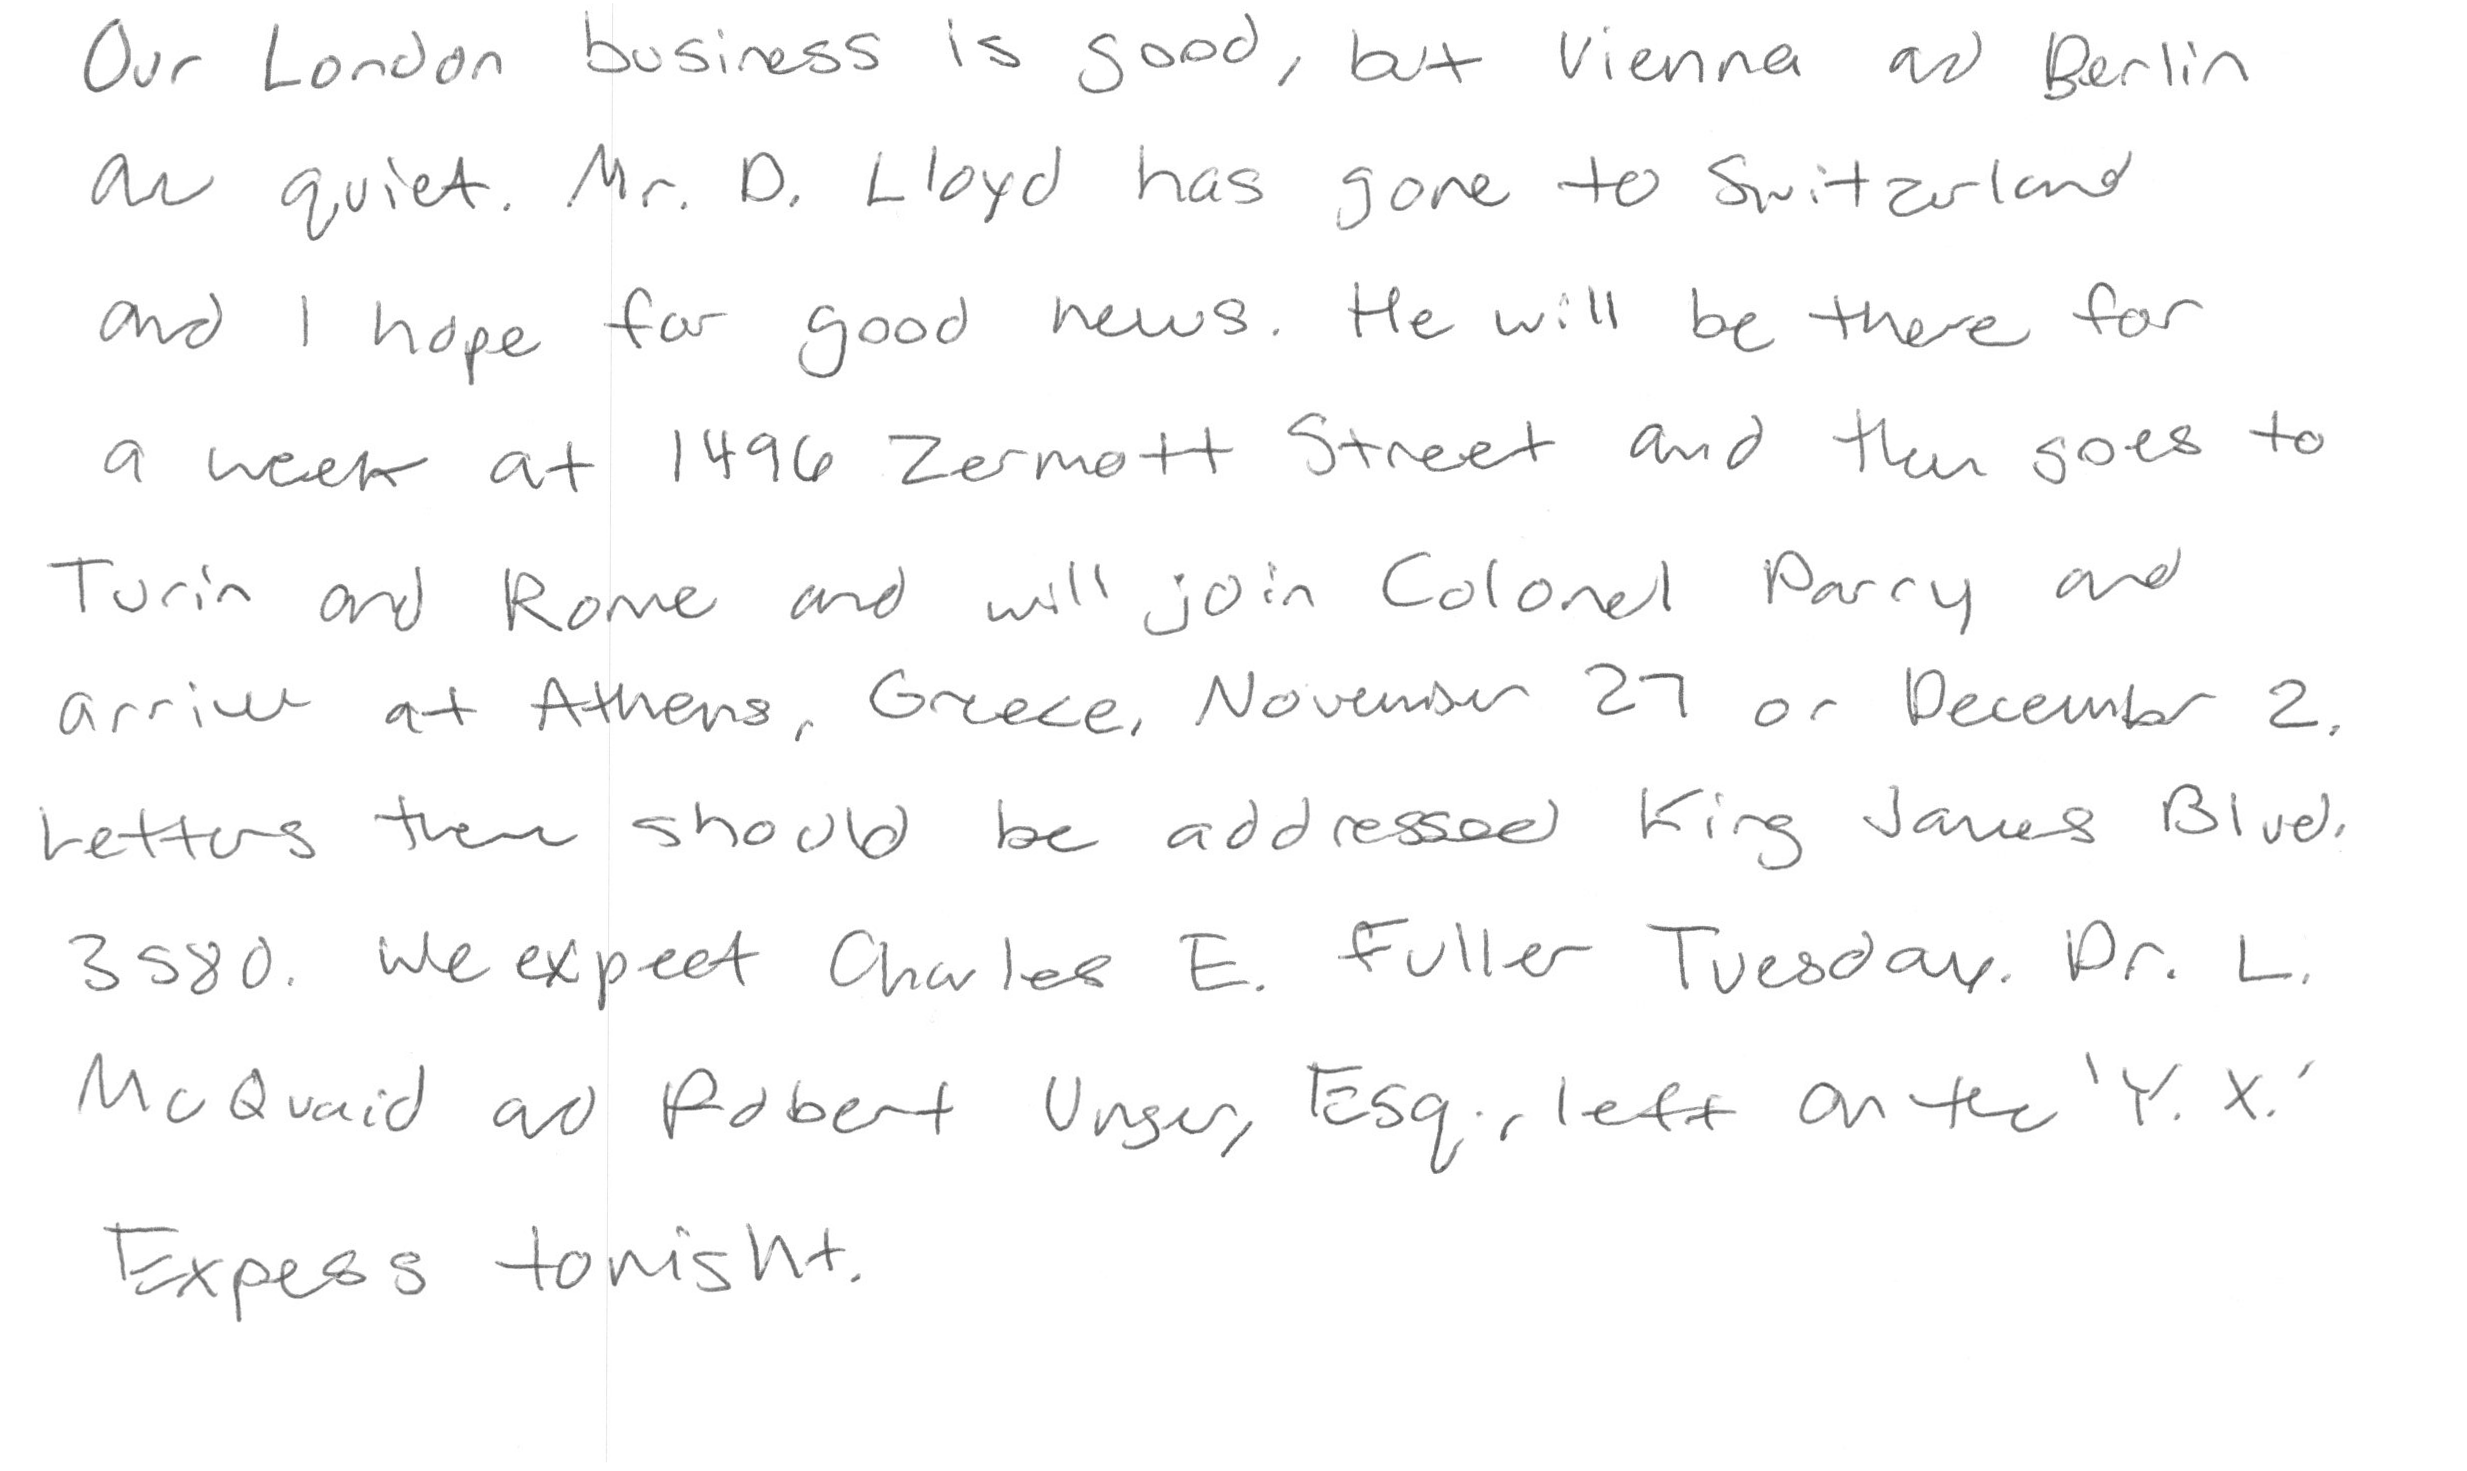 Our London business is good, but Vienna and Berlin
are quiet. Mr. D. Lloyd has gone to Switzerland
and I hope for good news. He will be there for
a week at 1496 Zermott Street and then goes to
Turin and Rome and will join Colonel Parry and
arrive at Athens, Greece, November 27 or December 2.
Letters there should be addressed King James Blvd.
3580. We expect Charles E. Fuller Tuesday. Dr. L.
McQuaid and Robert Unger, Esq., left on the 'Y. X.'
Expess tonight.